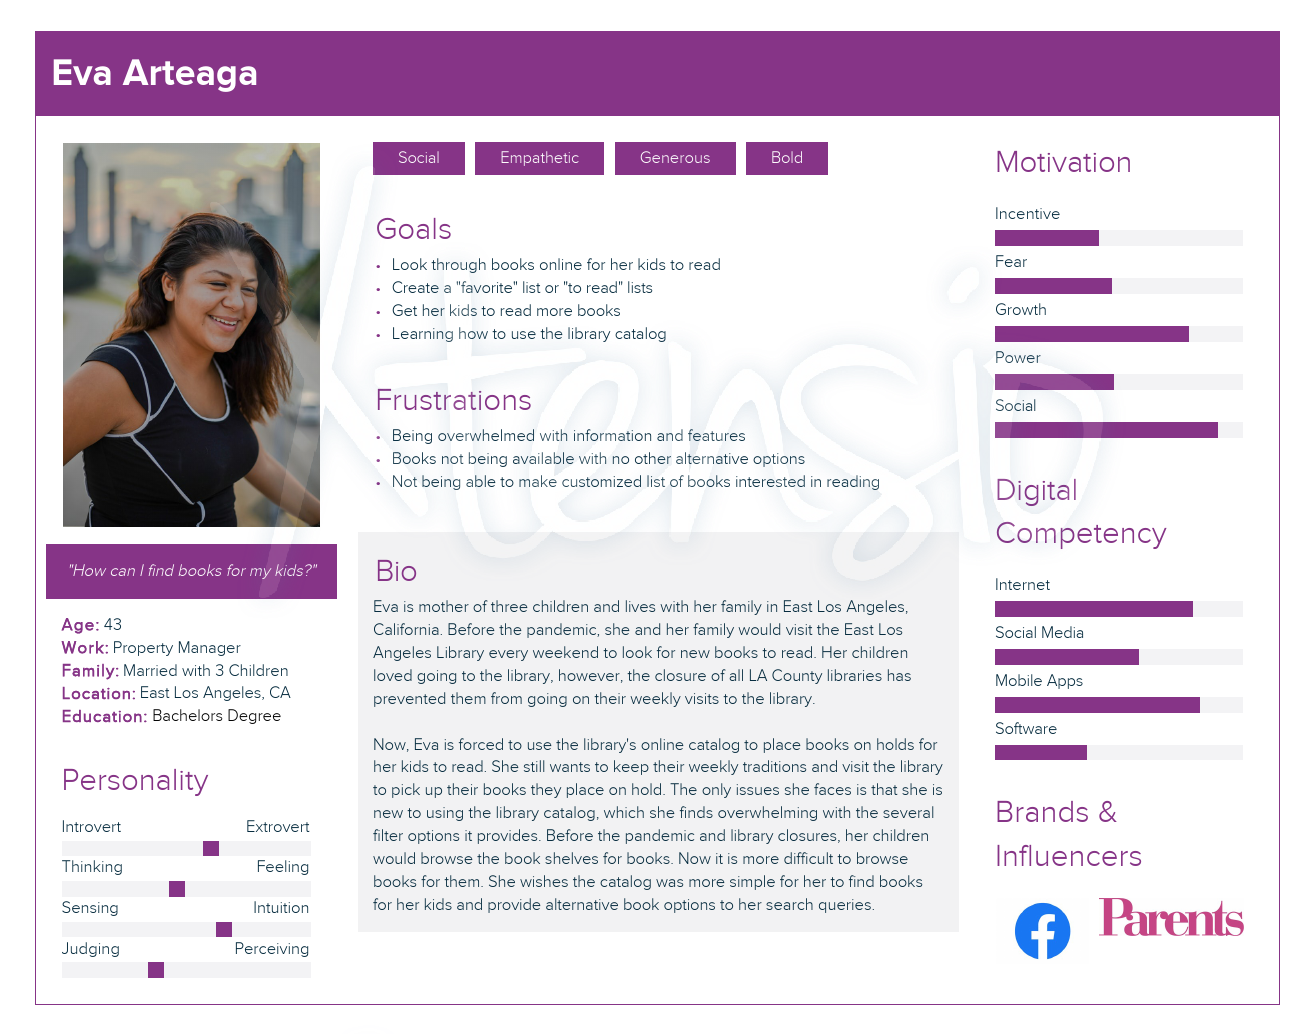 Eva Arteaga
Social
Empathetic
Generous
Bold
Goals
• Look through books online for her kids to read
• Create a "favorite" list or "to read" lists
• Get her kids to read more books
• Learning how to use the library catalog
Frustrations
• Being overwhelmed with information and features
• Books not being available with no other alternative options
• Not being able to make customized list of books interested in reading
"How can I find books for my kids?"
Age: 43
Work: Property Manager
Family: Married with 3 Children
Location: East Los Angeles, CA
Education: Bachelors Degree
Personality
Introvert Extrovert
Thinking Feeling
Sensing Intuition
Judging Perceiving
Bio
Eva is mother of three children and lives with her family in East Los Angeles,
California. Before the pandemic, she and her family would visit the East Los
Angeles Library every weekend to look for new books to read. Her children
loved going to the library, however, the closure of all LA County libraries has
prevented them from going on their weekly visits to the library.
Now, Eva is forced to use the library's online catalog to place books on holds for
her kids to read. She still wants to keep their weekly traditions and visit the library
to pick up their books they place on hold. The only issues she faces is that she is
new to using the library catalog, which she finds overwhelming with the several
filter options it provides. Before the pandemic and library closures, her children
would browse the book shelves for books. Now it is more difficult to browse
books for them. She wishes the catalog was more simple for her to find books
for her kids and provide alternative book options to her search queries.
Motivation
Incentive
Fear
Growth
Power
Social
Digital
Competency
Internet
Social Media
Mobile Apps
Software
Brands &
Influencers
Parents
Xtensio